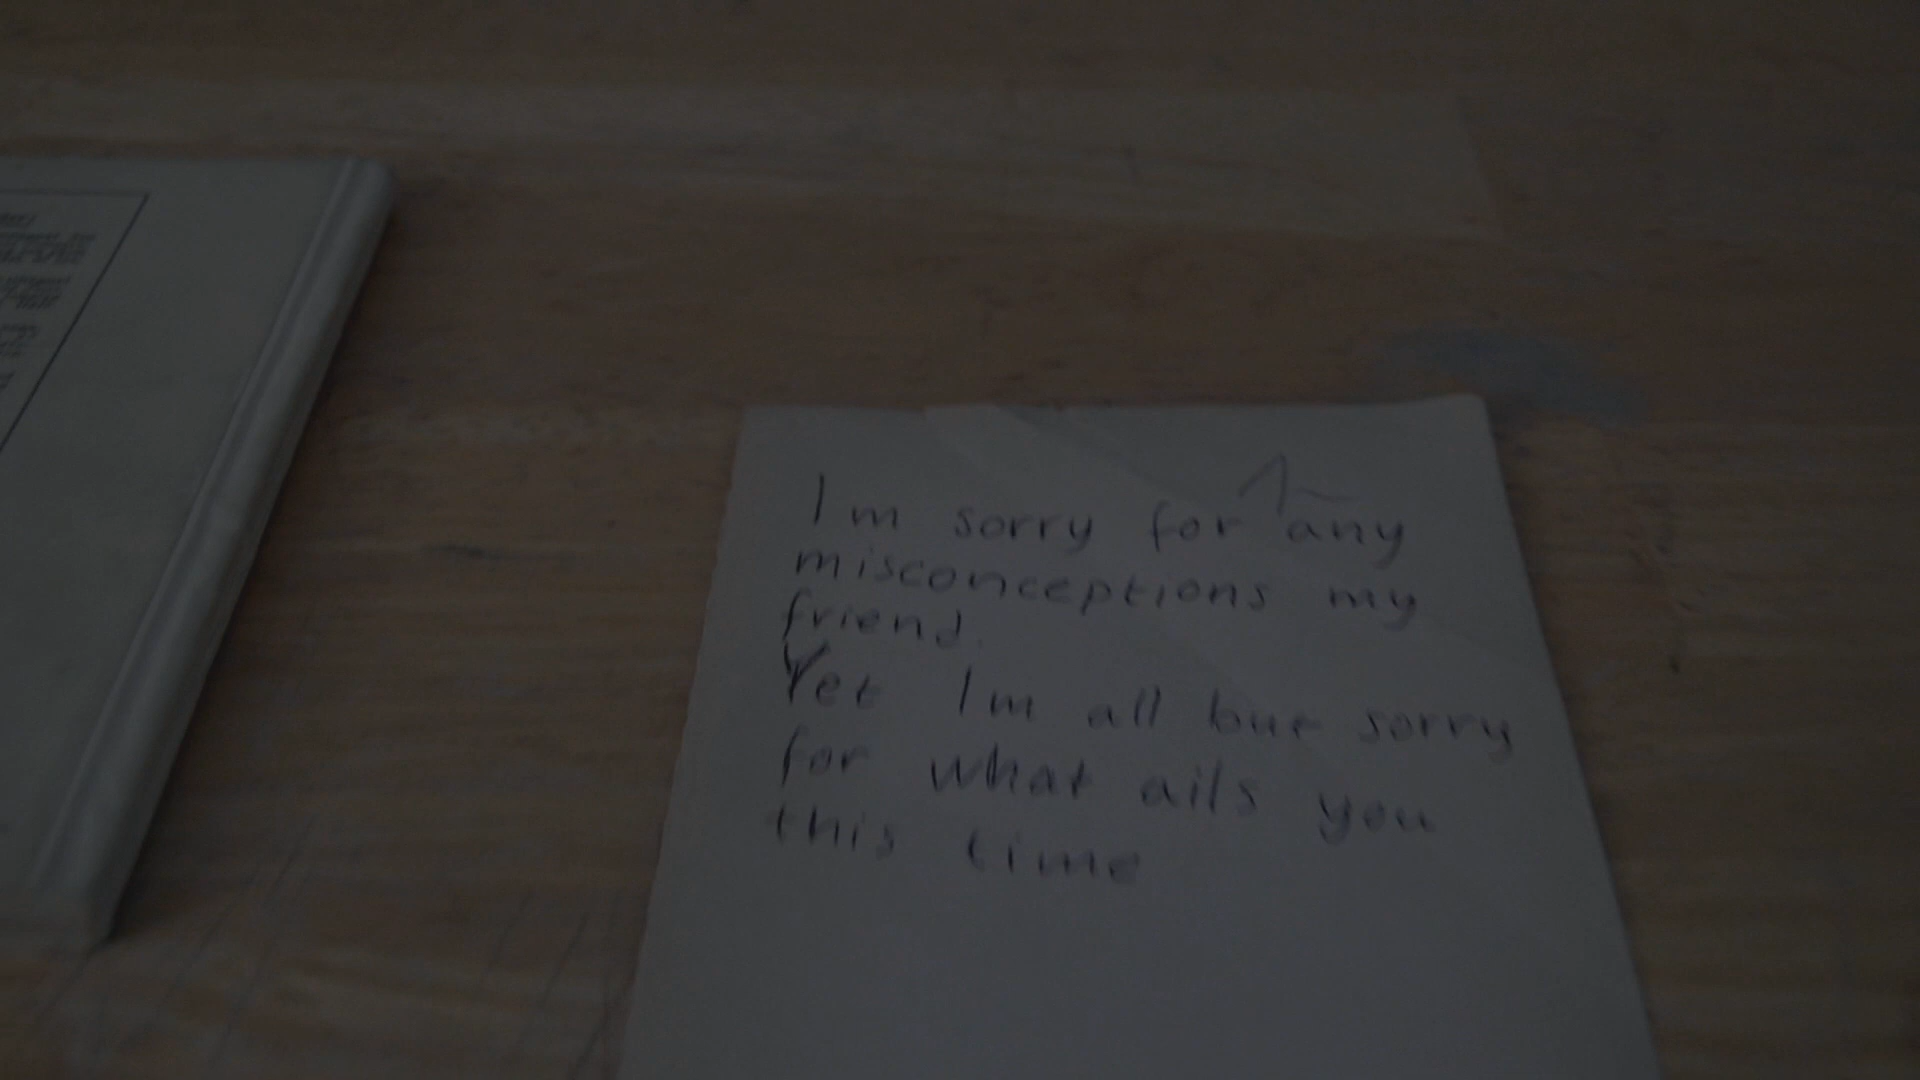 Im sorry for any
misconceptions my
friend.
Yet Im all but sorry
for what ails you
this time